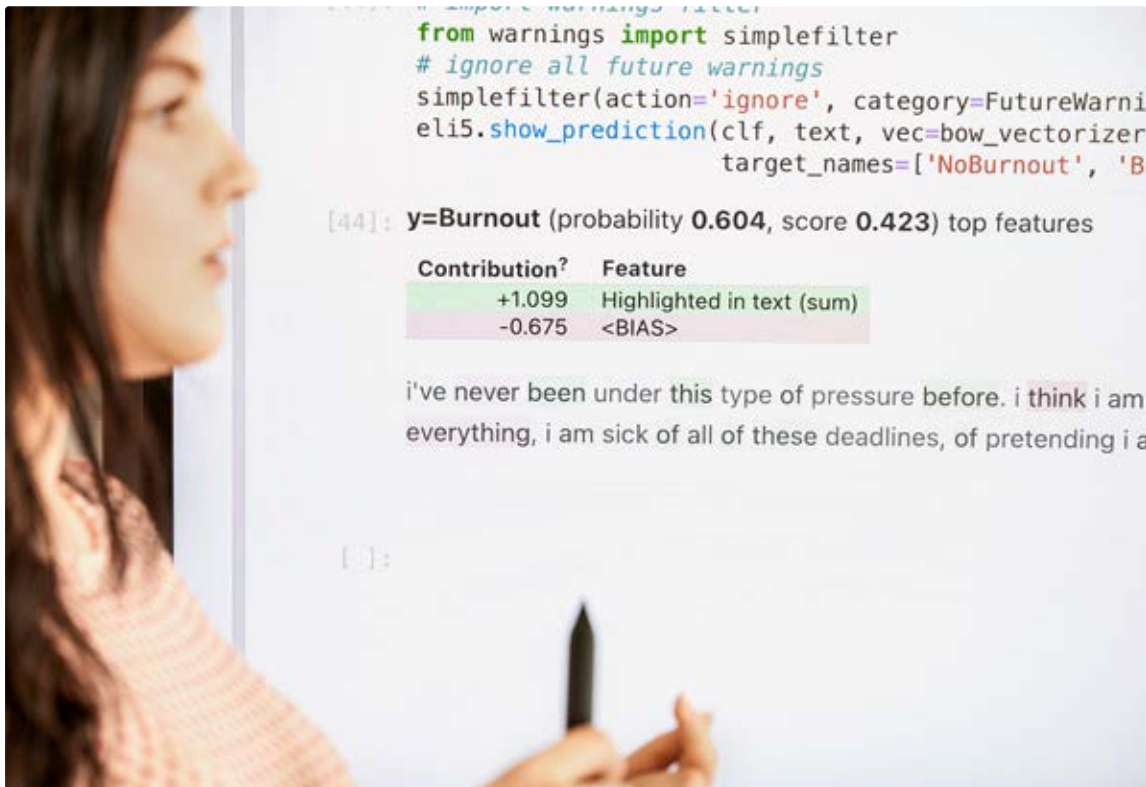 # import warnings filter
from warnings import simplefilter
# ignore all future warnings
simplefilter(action='ignore', category=FutureWarni
eli5.show_prediction(clf, text, vec=bow_vectorizer
target_names=['NoBurnout', 'B
[44]: y=Burnout (probability 0.604, score 0.423) top features
Contribution? Feature
+1.099 Highlighted in text (sum)
-0.675 <BIAS>
i've never been under this type of pressure before. i think i am
everything, i am sick of all of these deadlines, of pretending i a
[ ]: